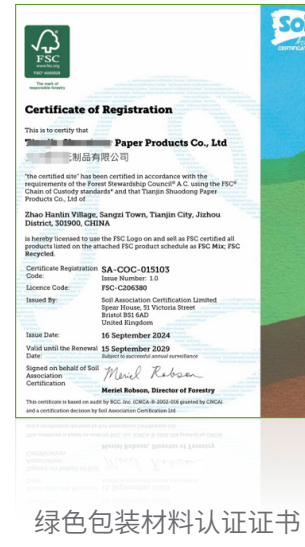 FSC
www.fsc.org
FSC® A000525
The mark of
responsible forestry
SO
CERTIFICAT
Certificate of Registration
This is to certify that
Paper Products Co., Ltd
制品有限公司
"the certified site" has been certified in accordance with the
requirements of the Forest Stewardship Council® A.C. using the FSC®
Chain of Custody standards" and that Tianjin Shuodong Paper
Products Co., Ltd of
Zhao Hanlin Village, Sangzi Town, Tianjin City, Jizhou
District, 301900, CHINA
is hereby licensed to use the FSC Logo on and sell as FSC certified all
products listed on the attached FSC product schedule as FSC Mix; FSC
Recycled.
Certificate Registration SA-COC-015103
Code: Issue Number: 1.0
Licence Code: FSC-C206380
Issued By: Soil Association Certification Limited
Spear House, 51 Victoria Street
Bristol BS1 6AD
United Kingdom
Issue Date: 16 September 2024
Valid until the Renewal 15 September 2029
Date: Subject to successful annual surveillance
Signed on behalf of Soil
Association
Certification
Meriel Robson
Meriel Robson, Director of Forestry
This certificate is based on audit by BCC. Inc. (CNCA-R-2002-016 granted by CNCA)
and a certification decision by Soil Association Certification Ltd
绿色包装材料认证证书